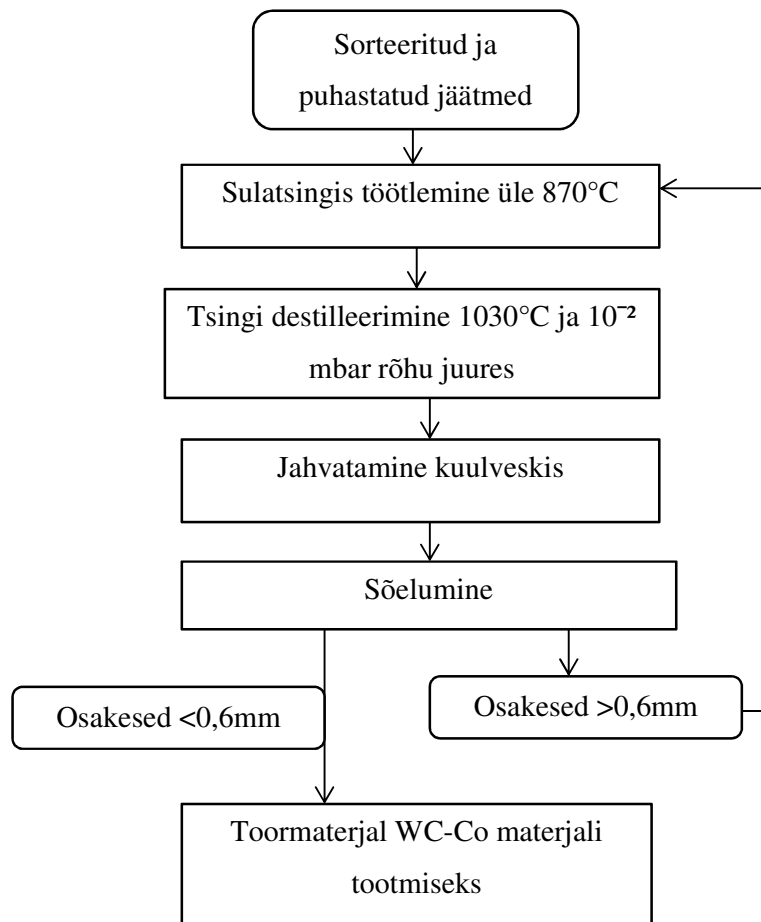 Sorteeritud ja
puhastatud jäätmed
Sulatsingis töötlemine üle 870°C
Tsingi destilleerimine 1030°C ja 10⁻²
mbar rõhu juures
Jahvatamine kuulveskis
Sõelumine
Osakesed <0,6mm
Osakesed >0,6mm
Toormaterjal WC-Co materjali
tootmiseks